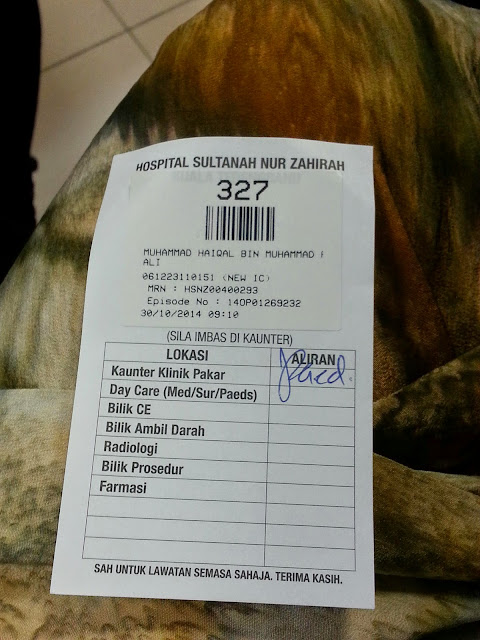 HOSPITAL SULTANAH NUR ZAHIRAH
327
MUHAMMAD HAIQAL BIN MUHAMMAD
ALI
061223110151 (NEW IC)
MRN : HSNZ00400293
Episode No : 14OP01269232
30/10/2014 09:10
(SILA IMBAS DI KAUNTER)
LOKASI ALIRAN
Kaunter Klinik Pakar
Day Care (Med/Sur/Paeds)
Bilik CE
Bilik Ambil Darah
Radiologi
Bilik Prosedur
Farmasi
SAH UNTUK LAWATAN SEMASA SAHAJA. TERIMA KASIH.